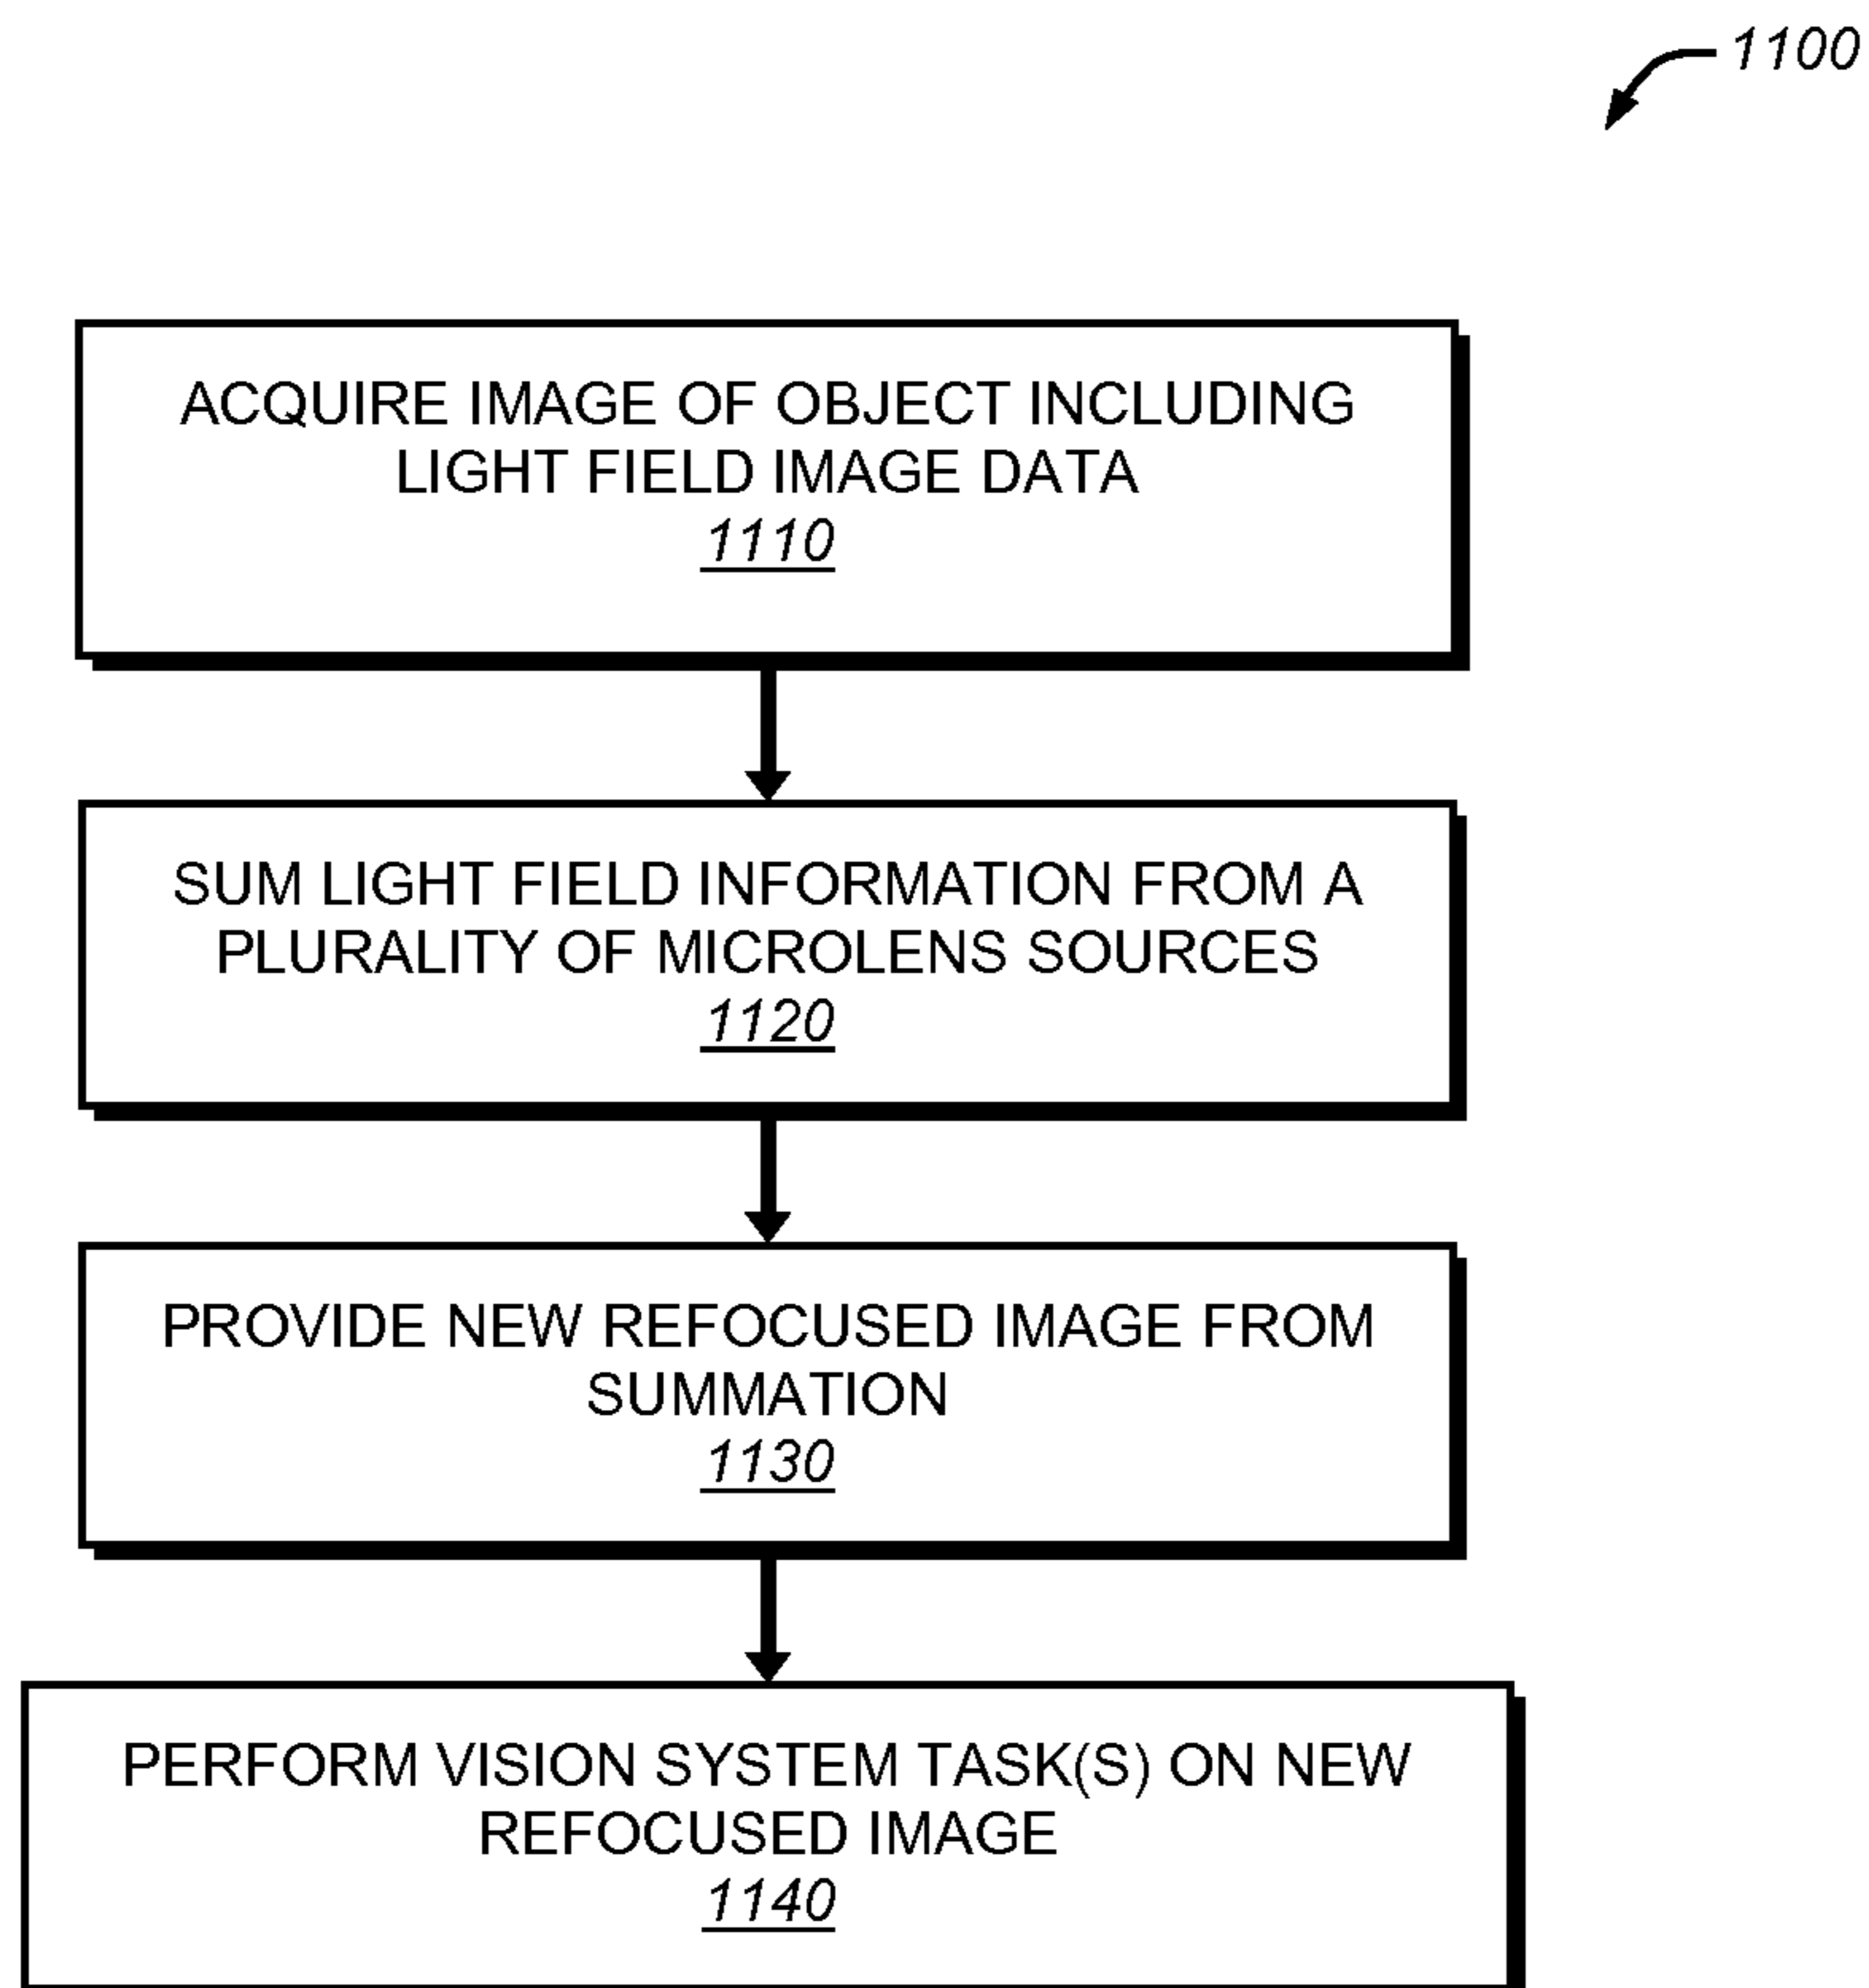 1100
ACQUIRE IMAGE OF OBJECT INCLUDING
LIGHT FIELD IMAGE DATA
1110
SUM LIGHT FIELD INFORMATION FROM A
PLURALITY OF MICROLENS SOURCES
1120
PROVIDE NEW REFOCUSED IMAGE FROM
SUMMATION
1130
PERFORM VISION SYSTEM TASK(S) ON NEW
REFOCUSED IMAGE
1140